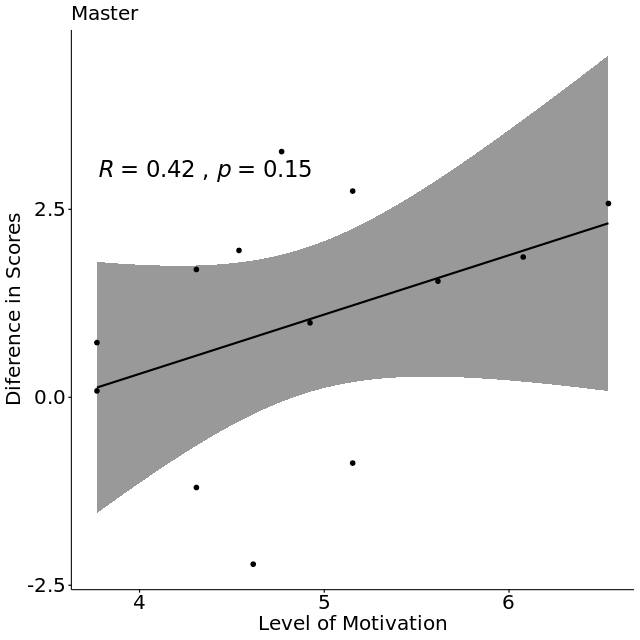 Master
R = 0.42 , p = 0.15
Diference in Scores
2.5
0.0
-2.5
4
5
6
Level of Motivation